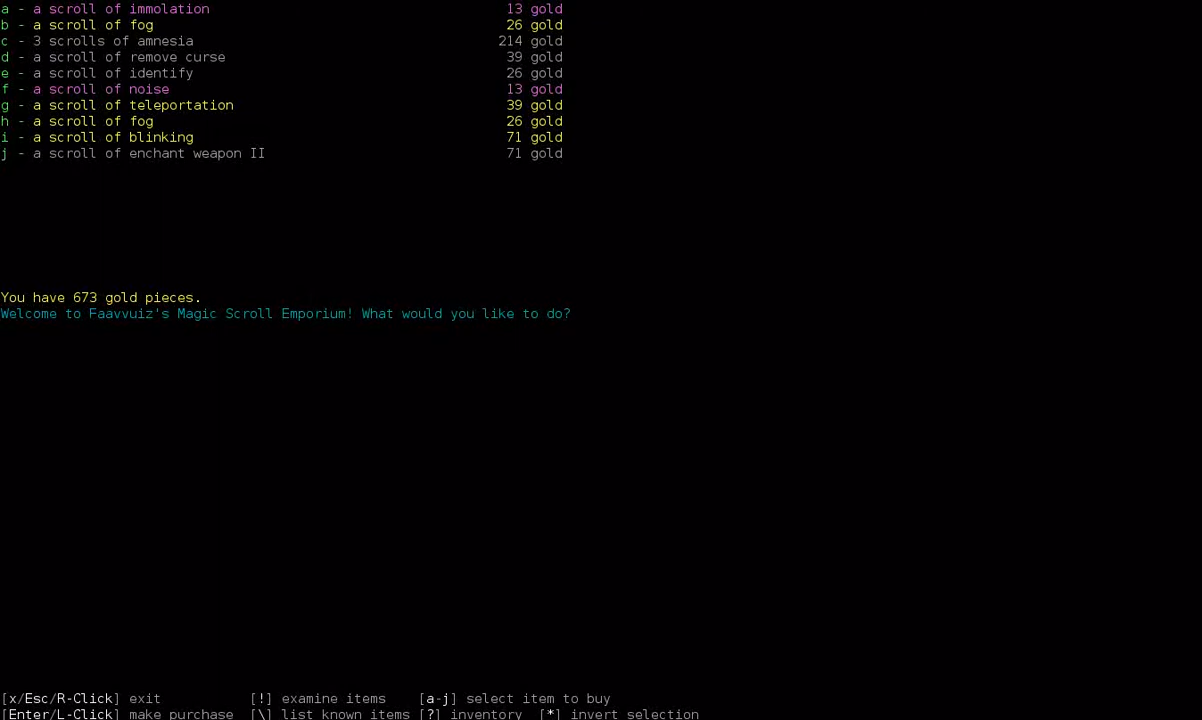 a - a scroll of immolation 13 gold
b - a scroll of fog 26 gold
c - 3 scrolls of amnesia 214 gold
d - a scroll of remove curse 39 gold
e - a scroll of identify 26 gold
f - a scroll of noise 13 gold
g - a scroll of teleportation 39 gold
h - a scroll of fog 26 gold
i - a scroll of blinking 71 gold
j - a scroll of enchant weapon II 71 gold
You have 673 gold pieces.
Welcome to Faavvuiz's Magic Scroll Emporium! What would you like to do?
[x/Esc/R-Click] exit [!] examine items [a-j] select item to buy
[Enter/L-Click] make purchase [\] list known items [?] inventory [*] invert selection